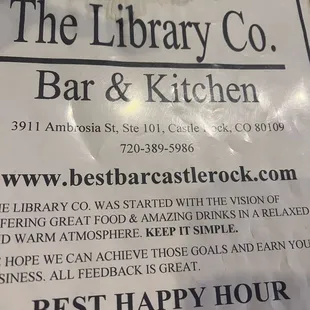 The Library Co.
Bar & Kitchen
3911 Ambrosia St, Ste 101, Castle Rock, CO 80109
720-389-5986
www.bestbarcastlerock.com
HE LIBRARY CO. WAS STARTED WITH THE VISION OF
FERING GREAT FOOD & AMAZING DRINKS IN A RELAXED
D WARM ATMOSPHERE. KEEP IT SIMPLE.
HOPE WE CAN ACHIEVE THOSE GOALS AND EARN YOU
SINESS. ALL FEEDBACK IS GREAT.
BEST HAPPY HOUR